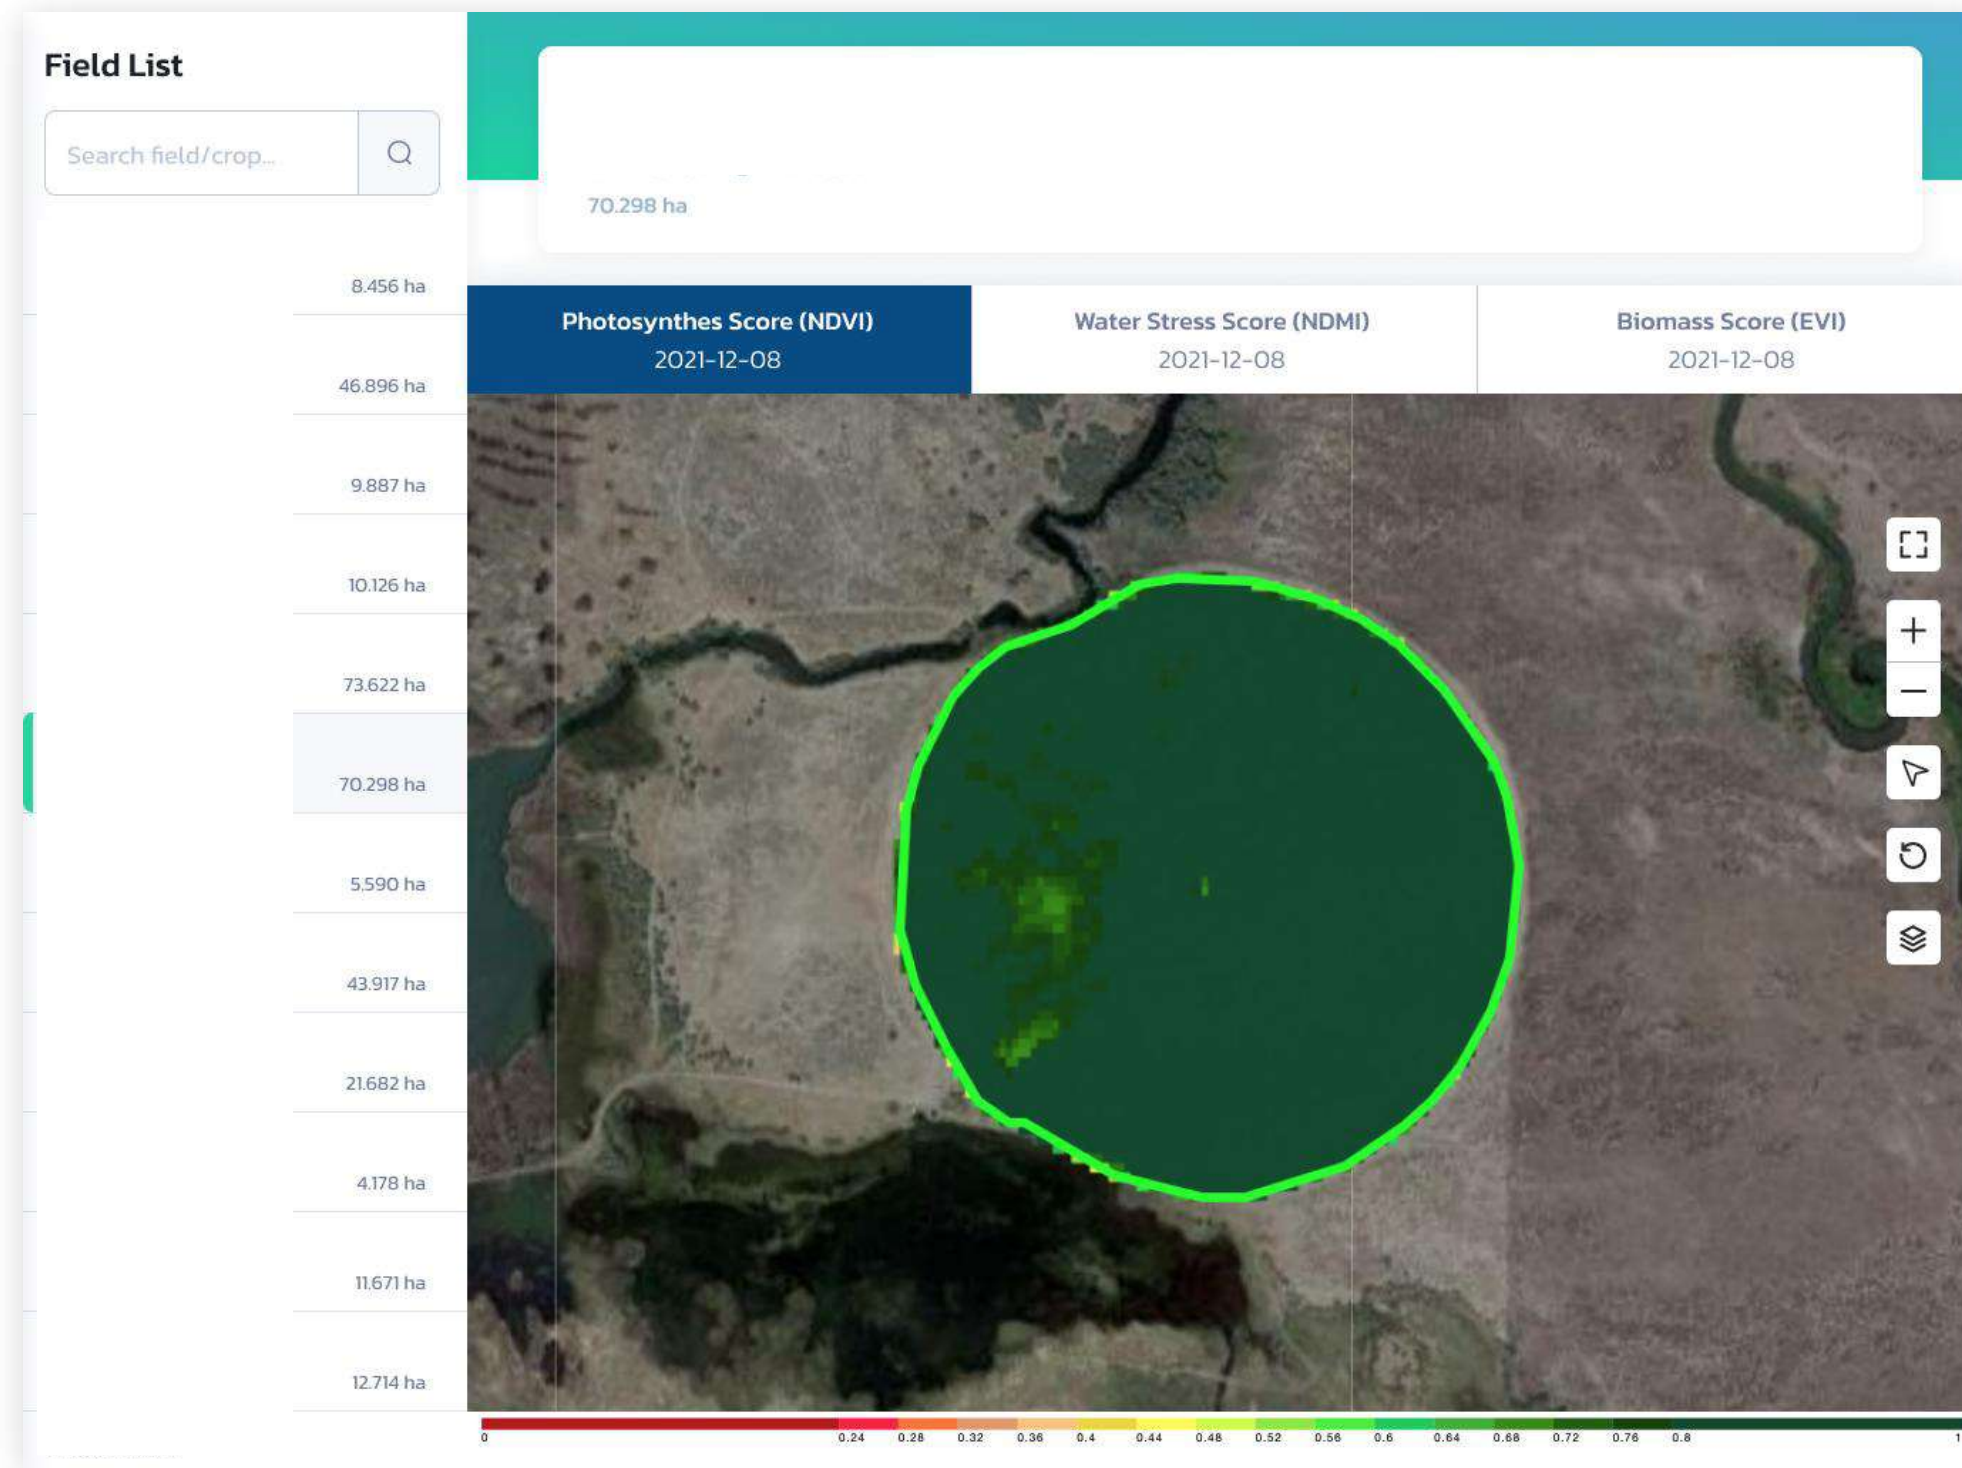 Field List
Search field/crop...
8.456 ha
46.896 ha
9.887 ha
10.126 ha
73.622 ha
70.298 ha
5.590 ha
43.917 ha
21.682 ha
4.178 ha
11.671 ha
12.714 ha
70.298 ha
Photosynthes Score (NDVI)
2021-12-08
Water Stress Score (NDMI)
2021-12-08
Biomass Score (EVI)
2021-12-08
0 0.24 0.28 0.32 0.36 0.4 0.44 0.48 0.52 0.56 0.6 0.64 0.68 0.72 0.76 0.8 1